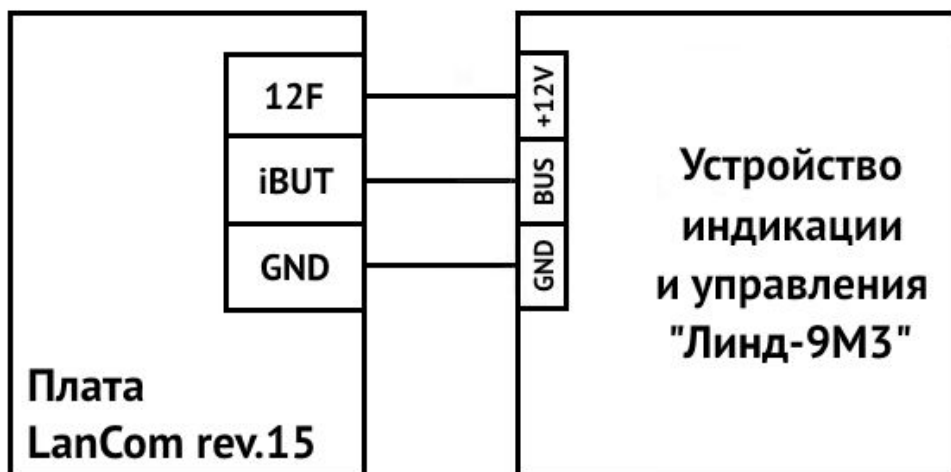 12F
iBUT
GND
+12V
BUS
GND
Плата
LanCom rev.15
Устройство
индикации
и управления
"Линд-9М3"